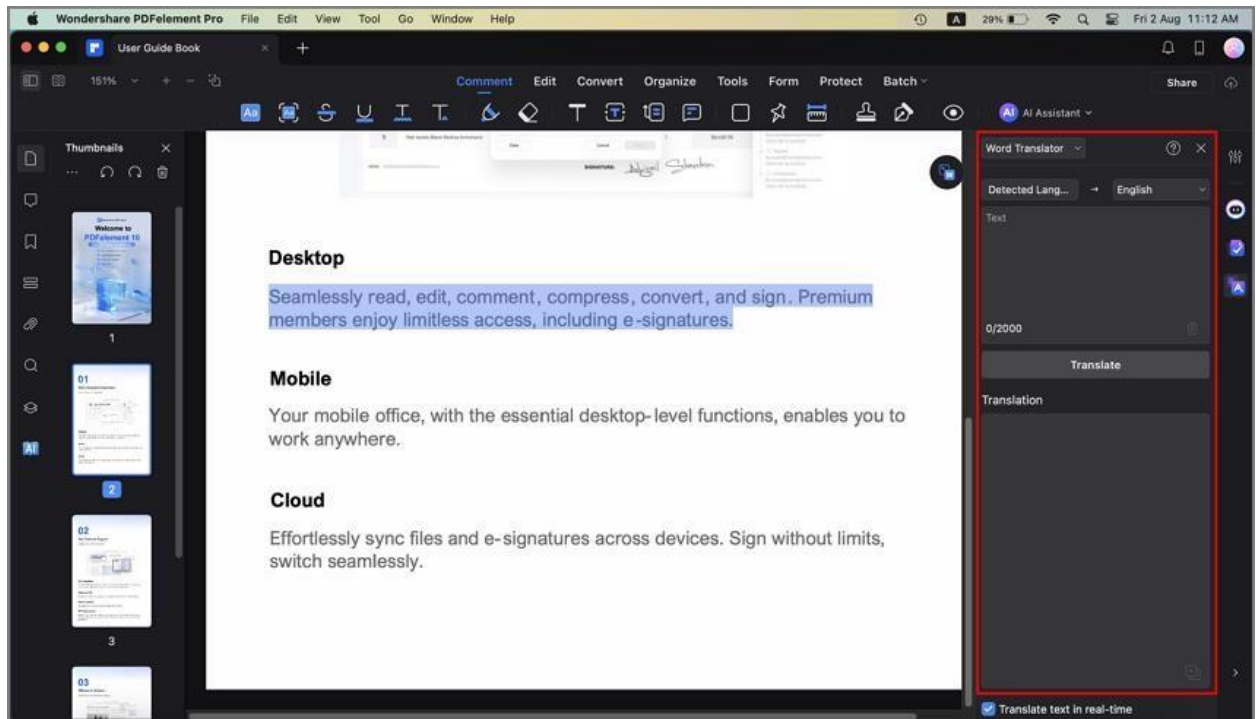 Wondershare PDFelement Pro File Edit View Tool Go Window Help A 29% Fri 2 Aug 11:12 AM
User Guide Book × +
151% Comment Edit Convert Organize Tools Form Protect Batch Share
AI AI Assistant
Thumbnails ×
Welcome to
PDFelement 10
1
01
2
02
3
03
AI
SIGNATURE:
Desktop
Seamlessly read, edit, comment, compress, convert, and sign. Premium
members enjoy limitless access, including e-signatures.
Mobile
Your mobile office, with the essential desktop-level functions, enables you to
work anywhere.
Cloud
Effortlessly sync files and e-signatures across devices. Sign without limits,
switch seamlessly.
Word Translator
Detected Lang... → English
Text
0/2000
Translate
Translation
Translate text in real-time